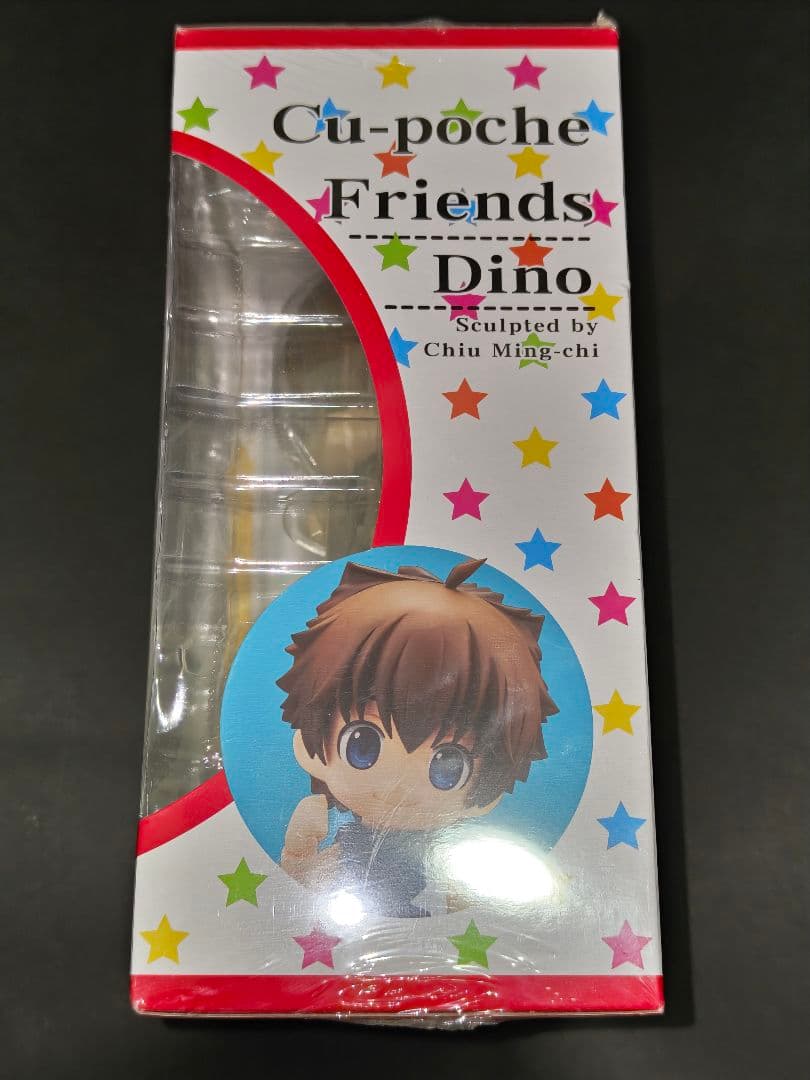 Cu-poche
Friends
Dino
Sculpted by
Chiu Ming-chi